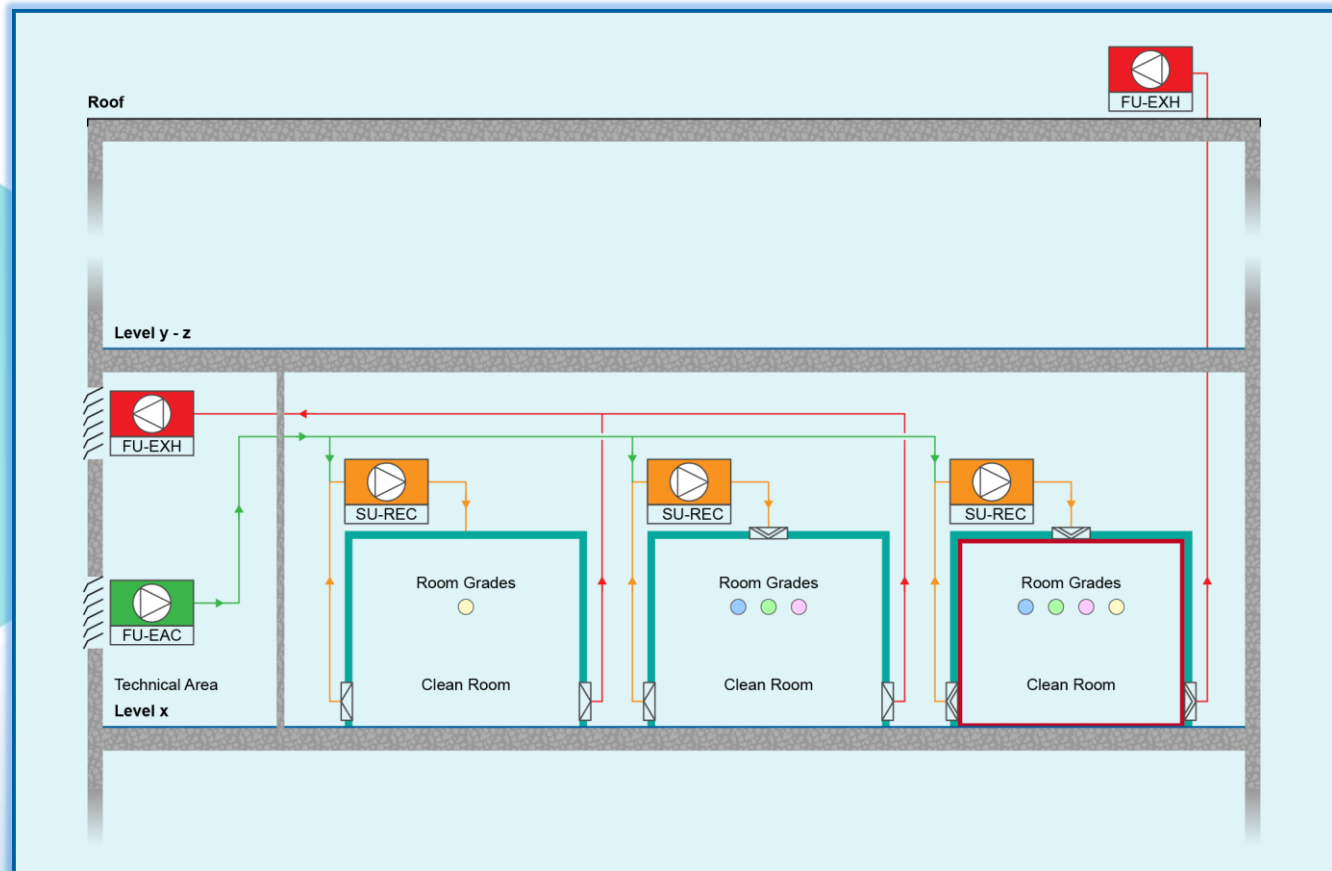 FU-EXH
Roof
Level y - z
FU-EXH
SU-REC
SU-REC
SU-REC
Room Grades
Room Grades
Room Grades
FU-EAC
Technical Area
Clean Room
Clean Room
Clean Room
Level x